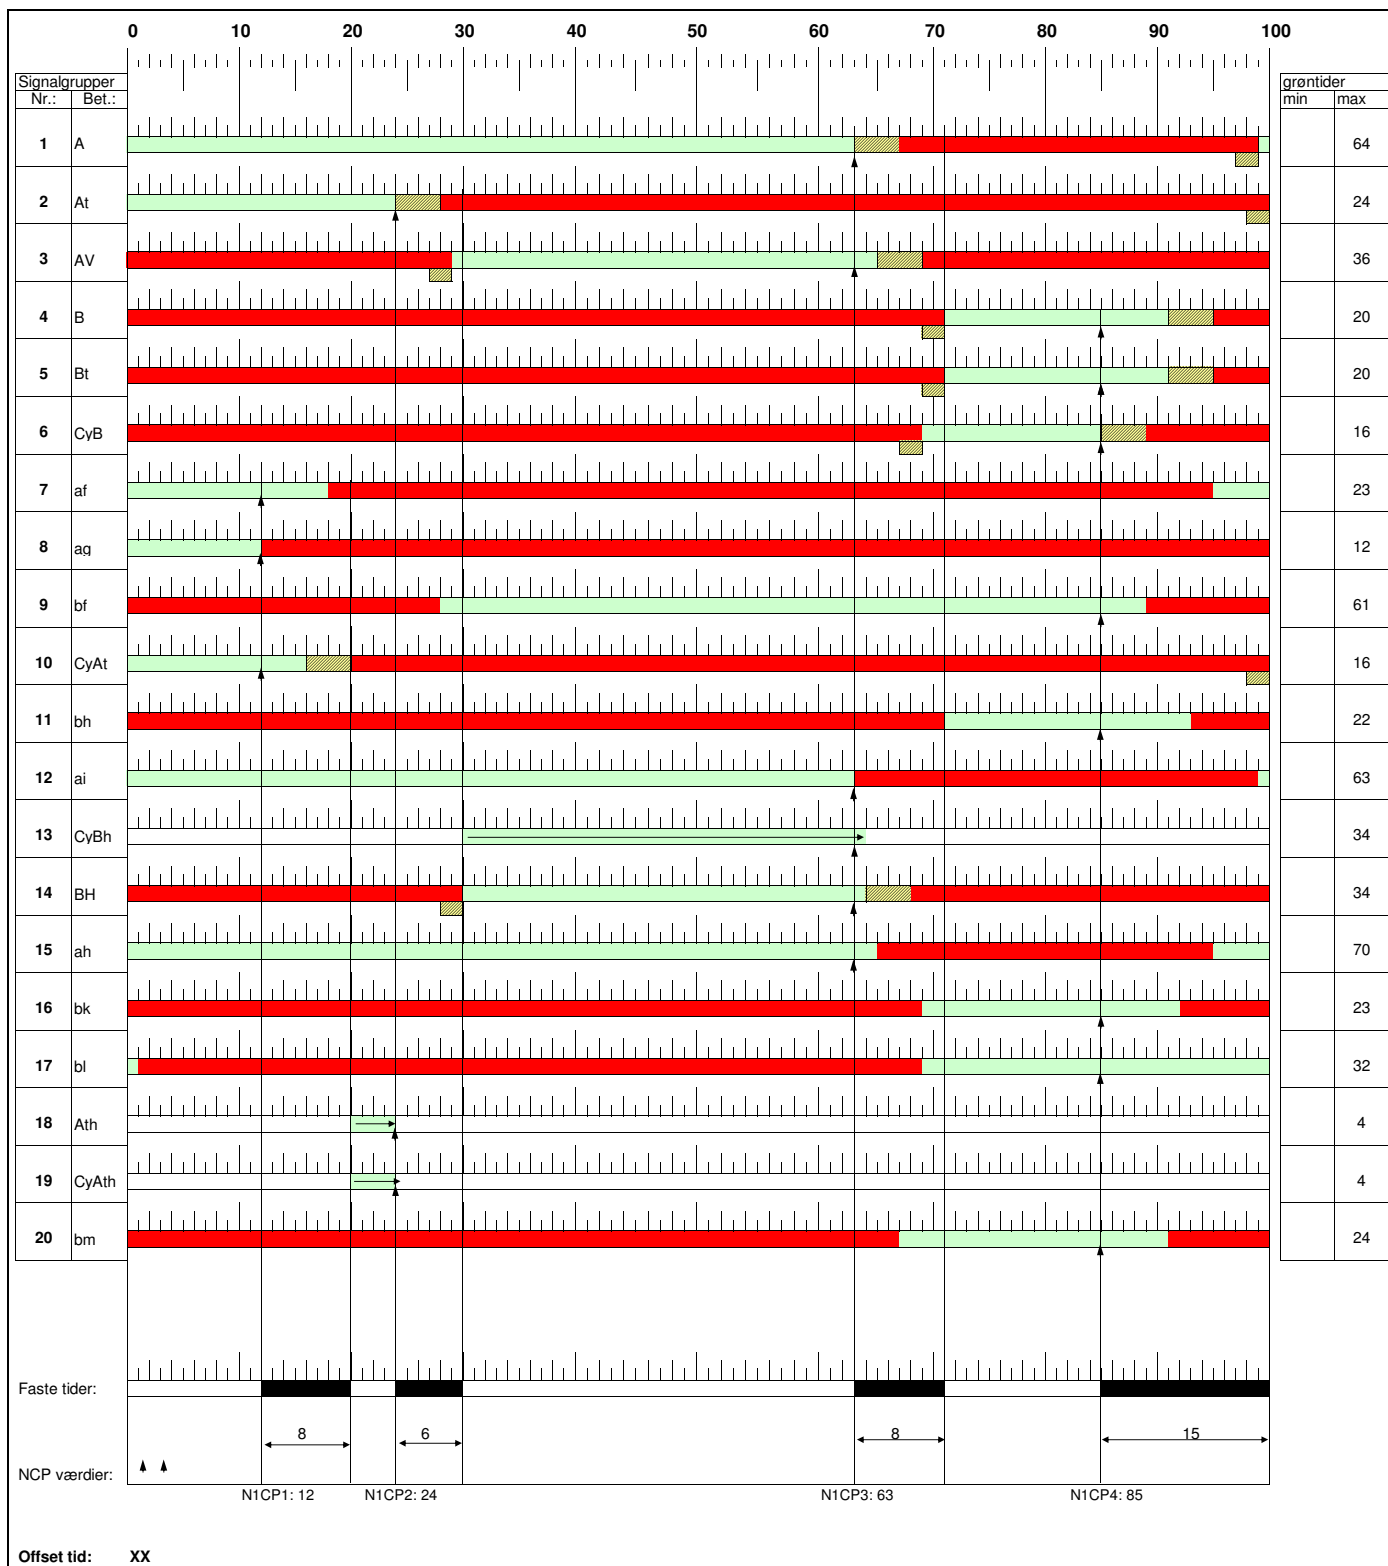 0 10 20 30 40 50 60 70 80 90 100
Signalgrupper grøntider
Nr.: Bet.: min max
1 A 64
2 At 24
3 AV 36
4 B 20
5 Bt 20
6 CyB 16
7 af 23
8 ag 12
9 bf 61
10 CyAt 16
11 bh 22
12 ai 63
13 CyBh 34
14 BH 34
15 ah 70
16 bk 23
17 bl 32
18 Ath 4
19 CyAth 4
20 bm 24
Faste tider:
8 6 8 15
NCP værdier:
N1CP1: 12 N1CP2: 24 N1CP3: 63 N1CP4: 85
Offset tid: XX